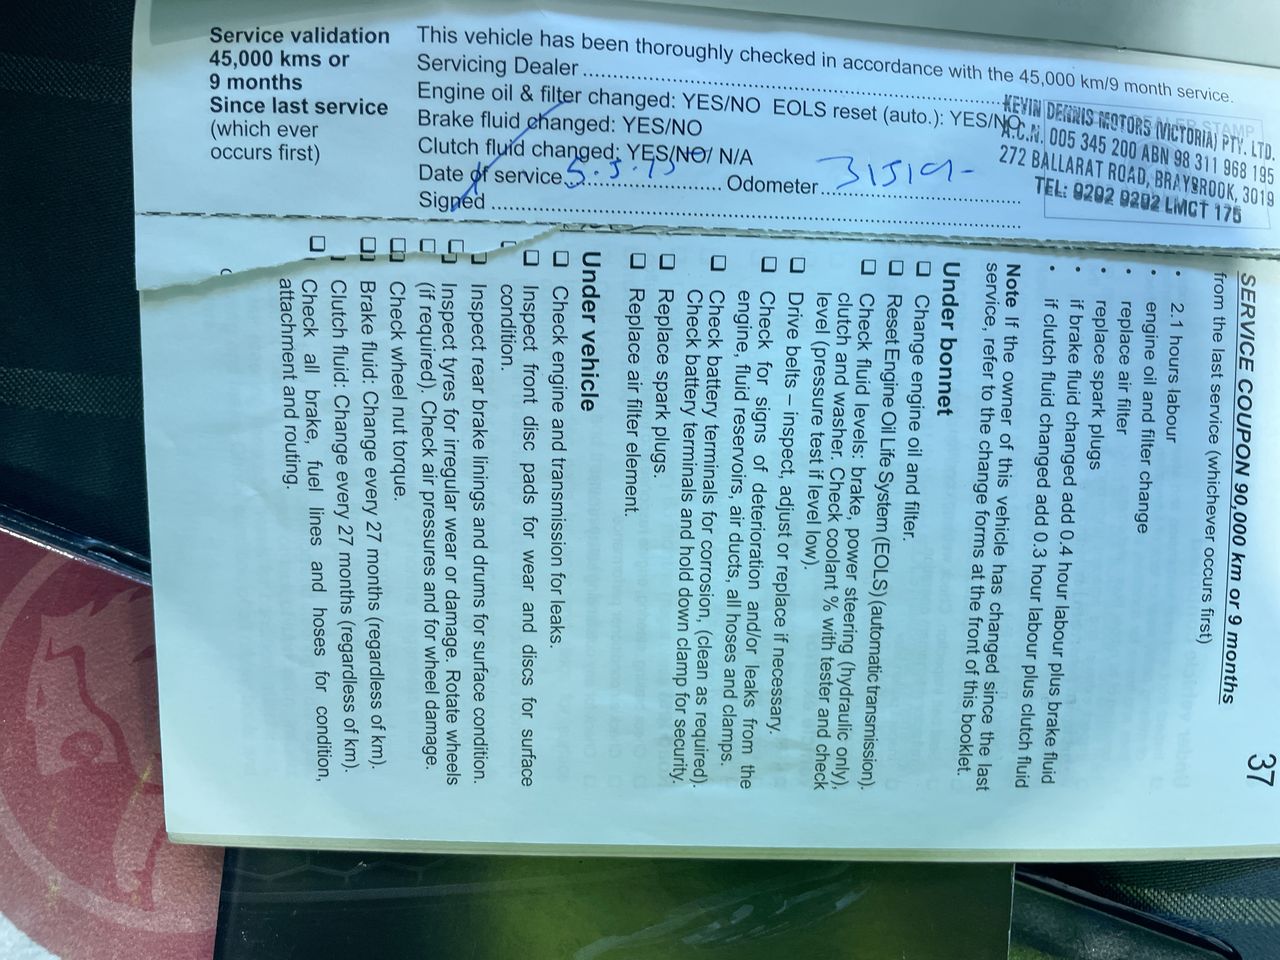 Service validation
45,000 kms or
9 months
Since last service
(which ever
occurs first)
This vehicle has been thoroughly checked in accordance with the 45,000 km/9 month service.
Servicing Dealer
Engine oil & filter changed: YES/NO EOLS reset (auto.): YES/NO
Brake fluid changed: YES/NO
Clutch fluid changed: YES/NO/ N/A
Date of service 5.5.15 Odometer
Signed
KEVIN DENNIS MOTORS (VICTORIA) PTY. LTD.
A.C.N. 005 345 200 ABN 98 311 968 195
272 BALLARAT ROAD, BRAYBROOK, 3019
TEL: 9292 9292 LMCT 175
37
SERVICE COUPON 90,000 km or 9 months
from the last service (whichever occurs first)
• 2.1 hours labour
• engine oil and filter change
• replace air filter
• replace spark plugs
• if brake fluid changed add 0.4 hour labour plus brake fluid
• if clutch fluid changed add 0.3 hour labour plus clutch fluid
Note If the owner of this vehicle has changed since the last
service, refer to the change forms at the front of this booklet.
Under bonnet
Change engine oil and filter.
Reset Engine Oil Life System (EOLS) (automatic transmission).
Check fluid levels: brake, power steering (hydraulic only),
clutch and washer. Check coolant % with tester and check
level (pressure test if level low).
Drive belts – inspect, adjust or replace if necessary.
Check for signs of deterioration and/or leaks from the
engine, fluid reservoirs, air ducts, all hoses and clamps.
Check battery terminals for corrosion, (clean as required).
Check battery terminals and hold down clamp for security.
Replace spark plugs.
Replace air filter element.
Under vehicle
Check engine and transmission for leaks.
Inspect front disc pads for wear and discs for surface
condition.
Inspect rear brake linings and drums for surface condition.
Inspect tyres for irregular wear or damage. Rotate wheels
(if required). Check air pressures and for wheel damage.
Check wheel nut torque.
Brake fluid: Change every 27 months (regardless of km).
Clutch fluid: Change every 27 months (regardless of km).
Check all brake, fuel lines and hoses for condition,
attachment and routing.